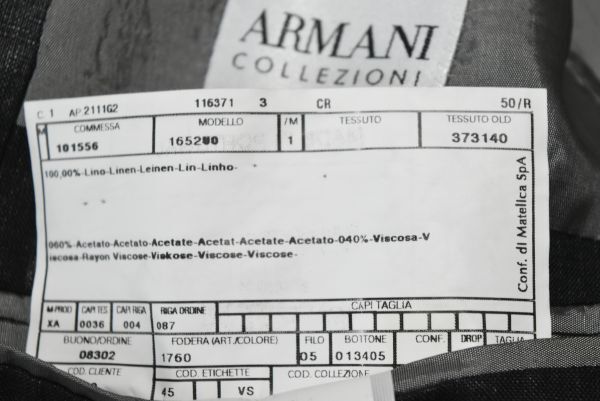 ARMANI
COLLEZIONI
C 1 AP.2111G2 116371 3 CR 50/R
COMMESSA MODELLO /M TESSUTO TESSUTO OLD
101556 1652 0 1 373140
100,00%-Lino-Linen-Leinen-Lin-Linho-
060%-Acetato-Acetato-Acetate-Acetat-Acetate-Acetato-040%-Viscosa-V
iscosa-Rayon Viscose-Viskose-Viscose-Viscose-
Conf. di Matelica SpA
M-PROD CAPI TES CAPI RIGA RIGA ORDINE CAPI TAGLIA
XA 0036 004 087
BUONO/ORDINE FODERA (ART./COLORE) FILO BOTTONE CONF. DROP TAGLIA
08302 1760 05 013405
COD. CLIENTE COD. ETICHETTE COD. COLLEZIONE
45 VS